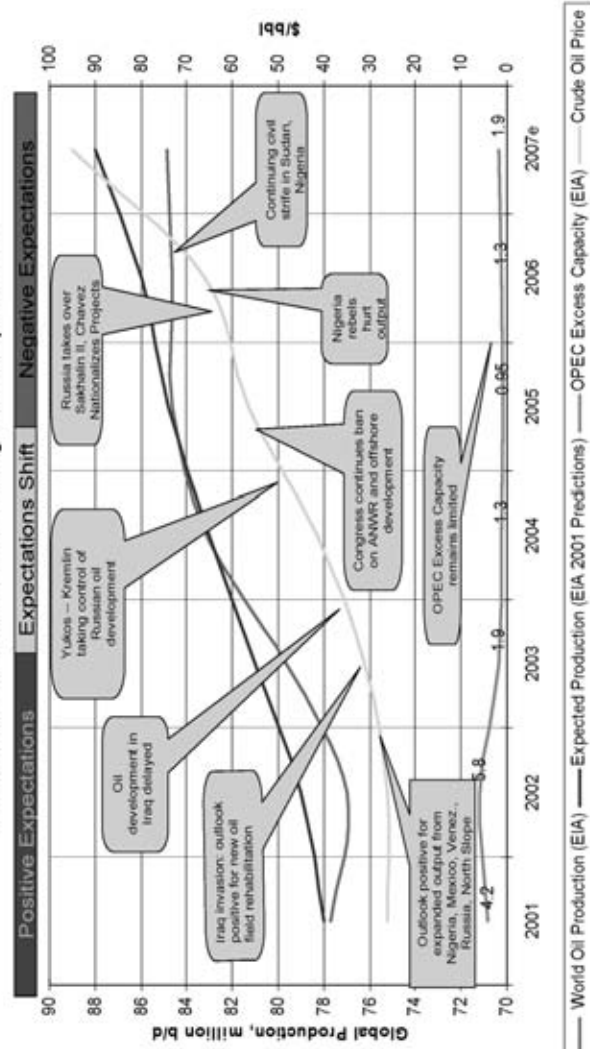 Positive Expectations
Expectations Shift
Negative Expectations
Global Production, million b/d
90
88
86
84
82
80
78
76
74
72
70
$/bbl
100
90
80
70
60
50
40
30
20
10
0
Oil
development in
Iraq delayed
Yukos – Kremlin
taking control of
Russian oil
development
Russia takes over
Sakhalin II, Chavez
Nationalizes Projects
Iraq invasion: outlook
positive for new oil
field rehabilitation
Continuing civil
strife in Sudan,
Nigeria
Nigeria
rebels
hurt
output
Congress continues ban
on ANWR and offshore
development
Outlook positive for
expanded output from
Nigeria, Mexico, Venez.,
Russia, North Slope
OPEC Excess Capacity
remains limited
4.2
5.8
1.9
1.3
0.95
1.3
1.9
2001
2002
2003
2004
2005
2006
2007e
World Oil Production (EIA)
Expected Production (EIA 2001 Predictions)
OPEC Excess Capacity (EIA)
Crude Oil Price